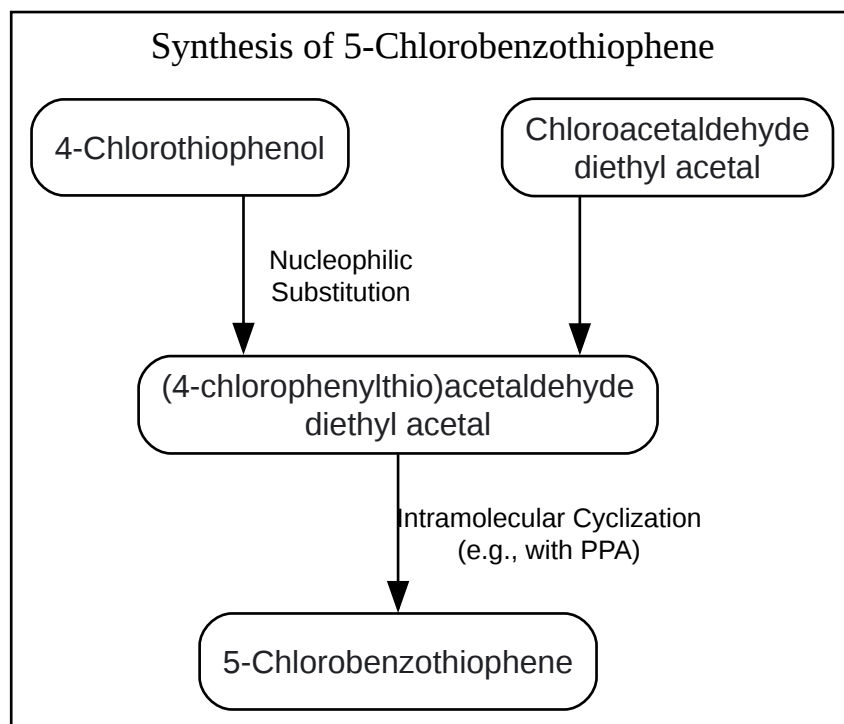 Synthesis of 5-Chlorobenzothiophene
4-Chlorothiophenol
Chloroacetaldehyde
diethyl acetal
Nucleophilic
Substitution
(4-chlorophenylthio)acetaldehyde
diethyl acetal
Intramolecular Cyclization
(e.g., with PPA)
5-Chlorobenzothiophene